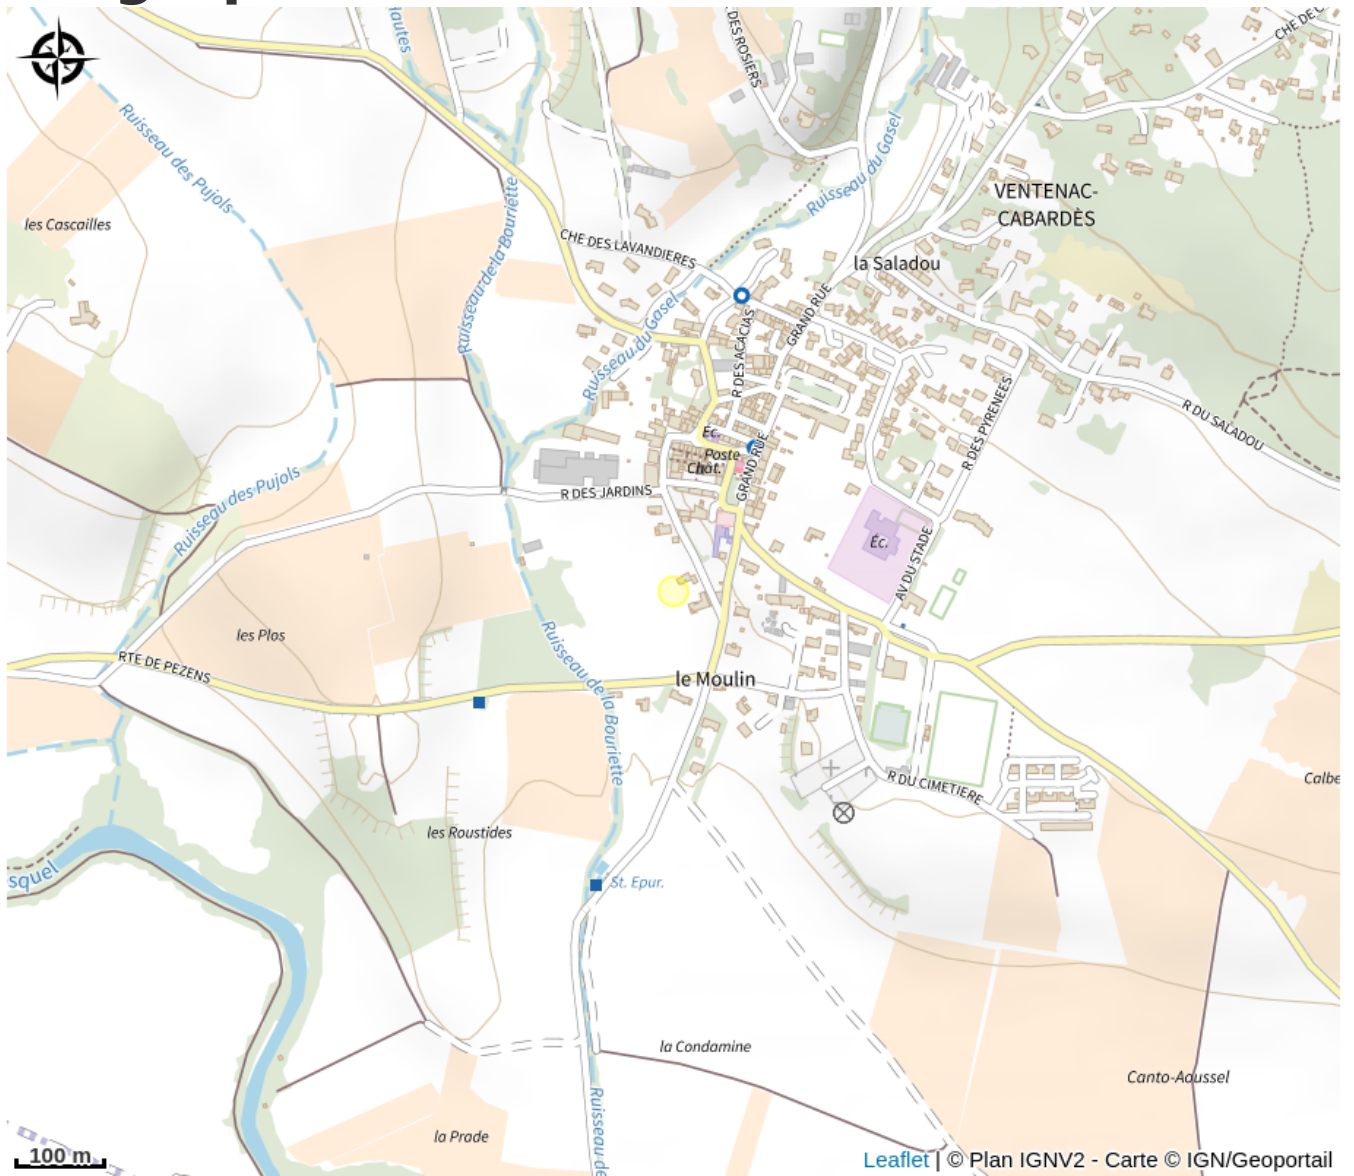 Hautes
R DES ROSIERS
CHE DE C
Ruisseau des Pujols
Ruisseau du Gasel
Ruisseau de la Bouriette
VENTENAC-
CABARDÈS
les Cascailles
CHE DES LAVANDIERES
la Saladou
GRAND RUE
Ruisseau du Gasel
R DES ACACIAS
R DES PYRENEES
R DU SALADOU
Ec.
Poste
Chât.
GRAND RUE
Ruisseau des Pujols
R DES JARDINS
Éc.
AV DU STADE
les Plos
RTE DE PEZENS
Ruisseau de la Bouriette
le Moulin
R DU CIMETIERE
Calbe
les Roustides
squel
St. Epur.
la Condamine
Canto-Aoussel
Ruisseau de
la Prade
100 m
Leaflet | © Plan IGNV2 - Carte © IGN/Geoportail